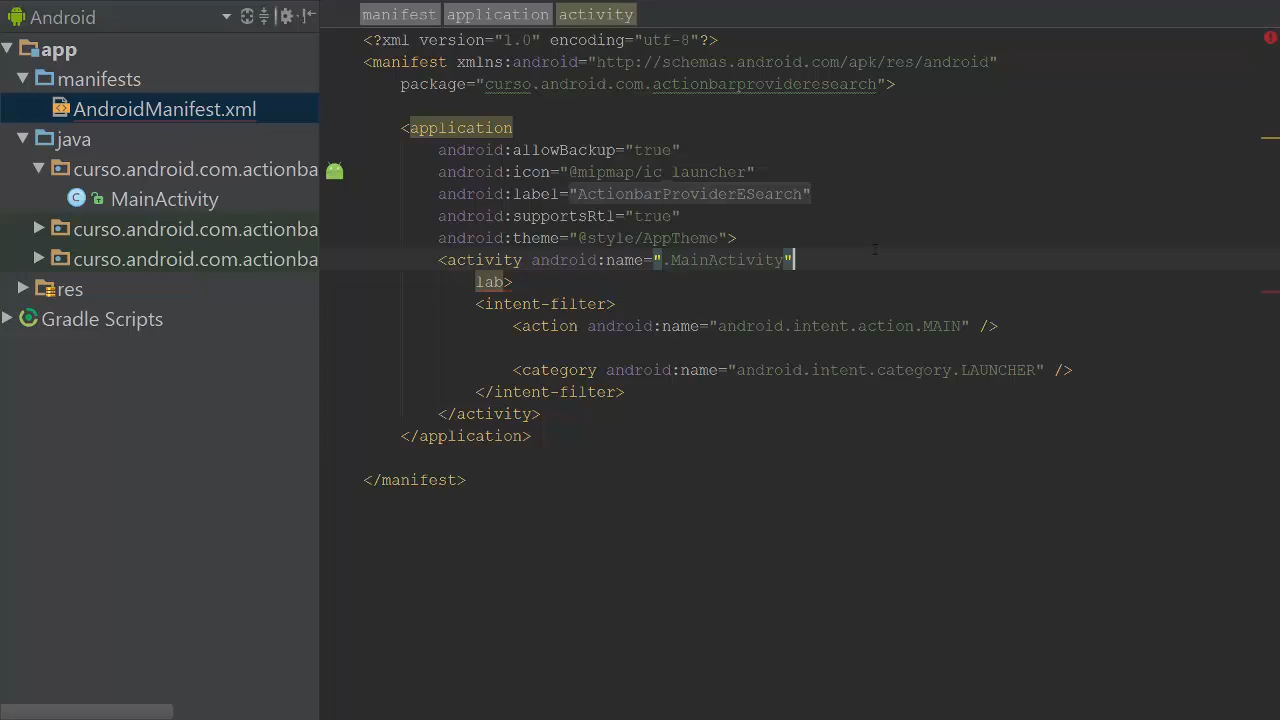 Android
manifest application activity
app
manifests
AndroidManifest.xml
java
curso.android.com.actionba
MainActivity
curso.android.com.actionba
curso.android.com.actionba
res
Gradle Scripts
<?xml version="1.0" encoding="utf-8"?>
<manifest xmlns:android="http://schemas.android.com/apk/res/android"
package="curso.android.com.actionbarprovideresearch">
<application
android:allowBackup="true"
android:icon="@mipmap/ic_launcher"
android:label="ActionbarProviderESearch"
android:supportsRtl="true"
android:theme="@style/AppTheme">
<activity android:name=".MainActivity"
lab>
<intent-filter>
<action android:name="android.intent.action.MAIN" />
<category android:name="android.intent.category.LAUNCHER" />
</intent-filter>
</activity>
</application>
</manifest>